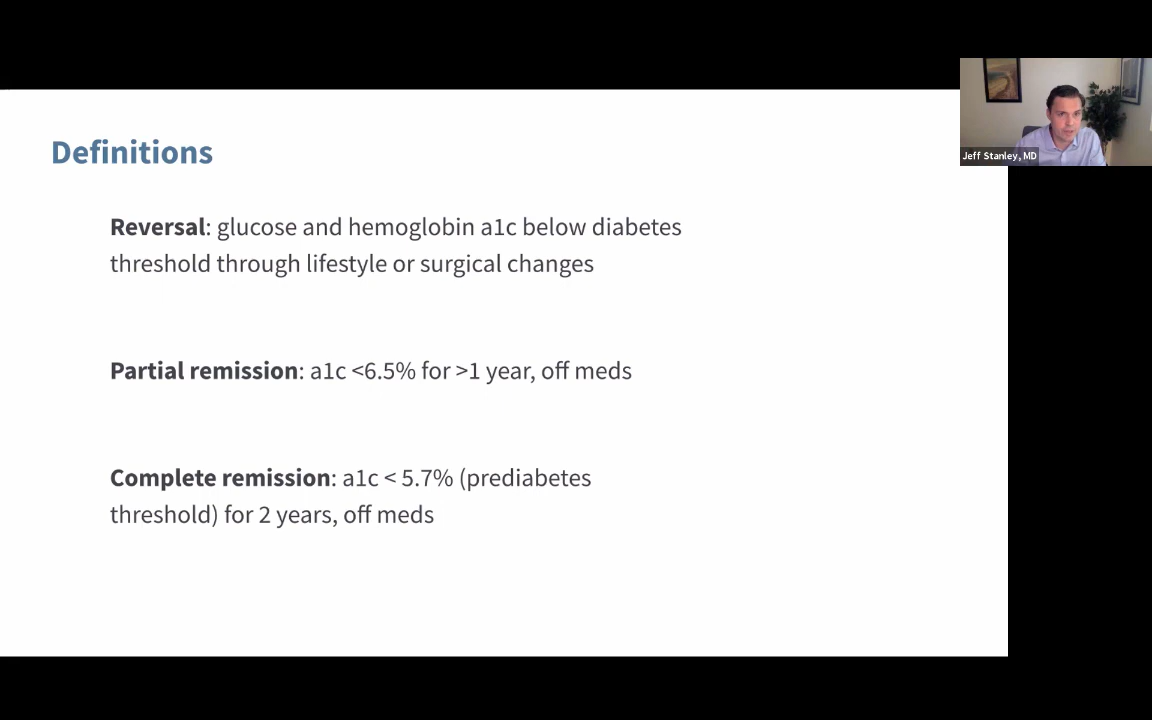 Definitions
Reversal: glucose and hemoglobin a1c below diabetes
threshold through lifestyle or surgical changes
Partial remission: a1c <6.5% for >1 year, off meds
Complete remission: a1c < 5.7% (prediabetes
threshold) for 2 years, off meds
Jeff Stanley, MD